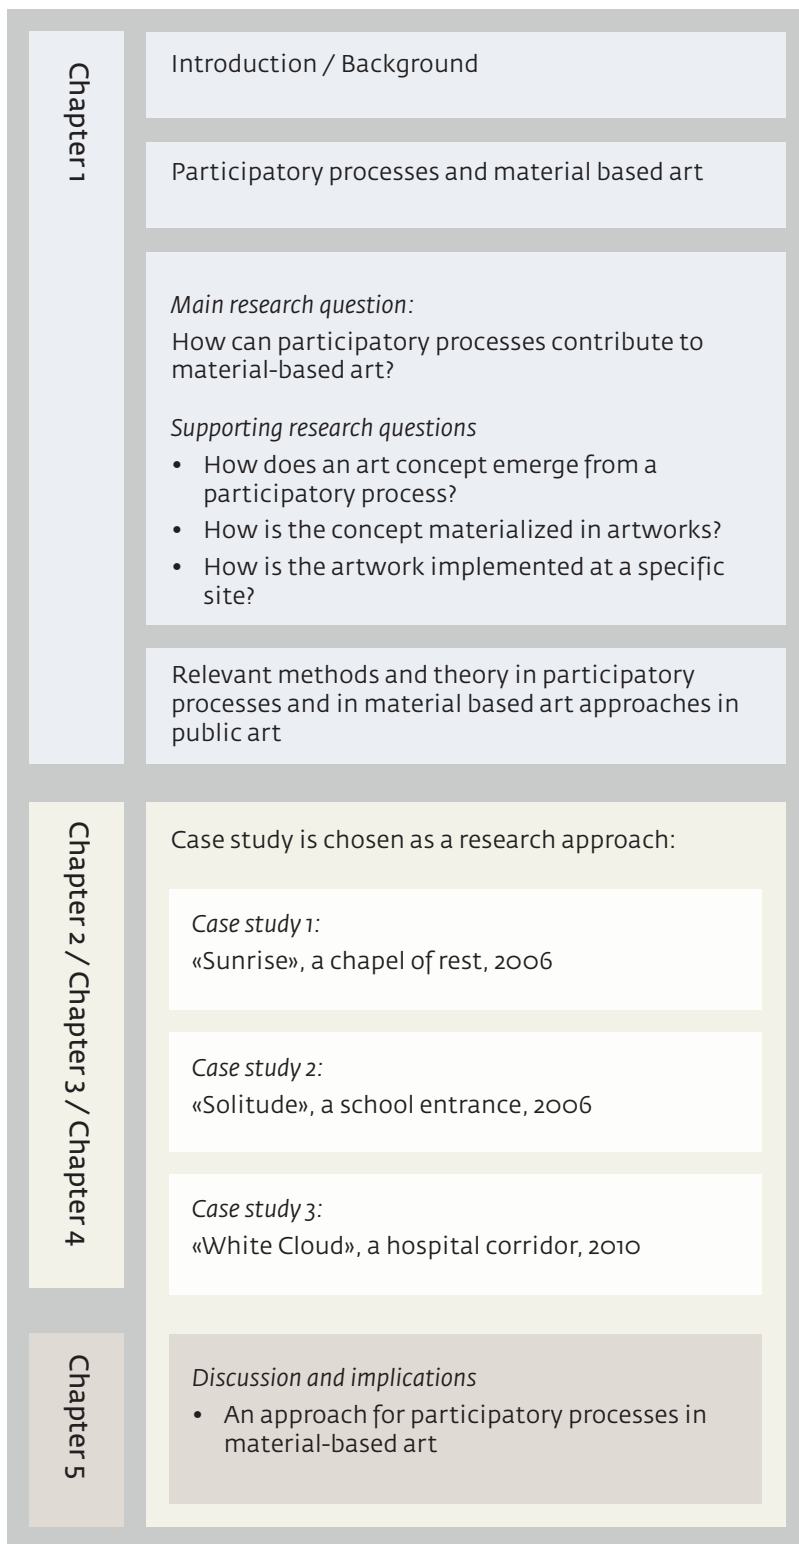 Chapter 1
Introduction / Background
Participatory processes and material based art
Main research question:
How can participatory processes contribute to
material-based art?
Supporting research questions
• How does an art concept emerge from a
participatory process?
• How is the concept materialized in artworks?
• How is the artwork implemented at a specific
site?
Relevant methods and theory in participatory
processes and in material based art approaches in
public art
Chapter 2 / Chapter 3 / Chapter 4
Case study is chosen as a research approach:
Case study 1:
«Sunrise», a chapel of rest, 2006
Case study 2:
«Solitude», a school entrance, 2006
Case study 3:
«White Cloud», a hospital corridor, 2010
Chapter 5
Discussion and implications
• An approach for participatory processes in
material-based art